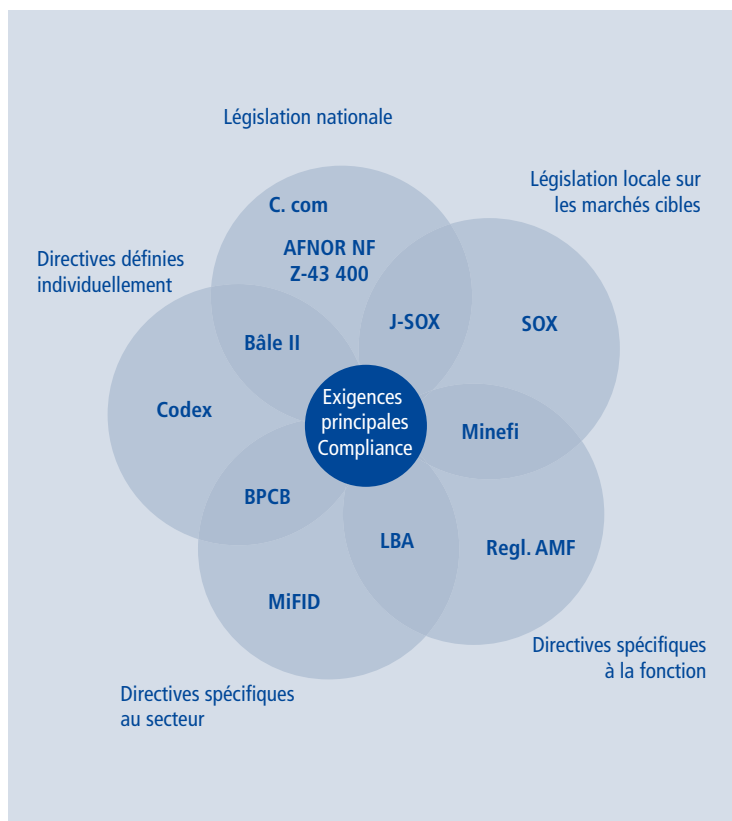 Législation nationale
Législation locale sur
les marchés cibles
C. com
AFNOR NF
Z-43 400
Directives définies
individuellement
J-SOX
SOX
Bâle II
Exigences
principales
Compliance
Codex
Minefi
BPCB
LBA
Regl. AMF
MiFID
Directives spécifiques
à la fonction
Directives spécifiques
au secteur